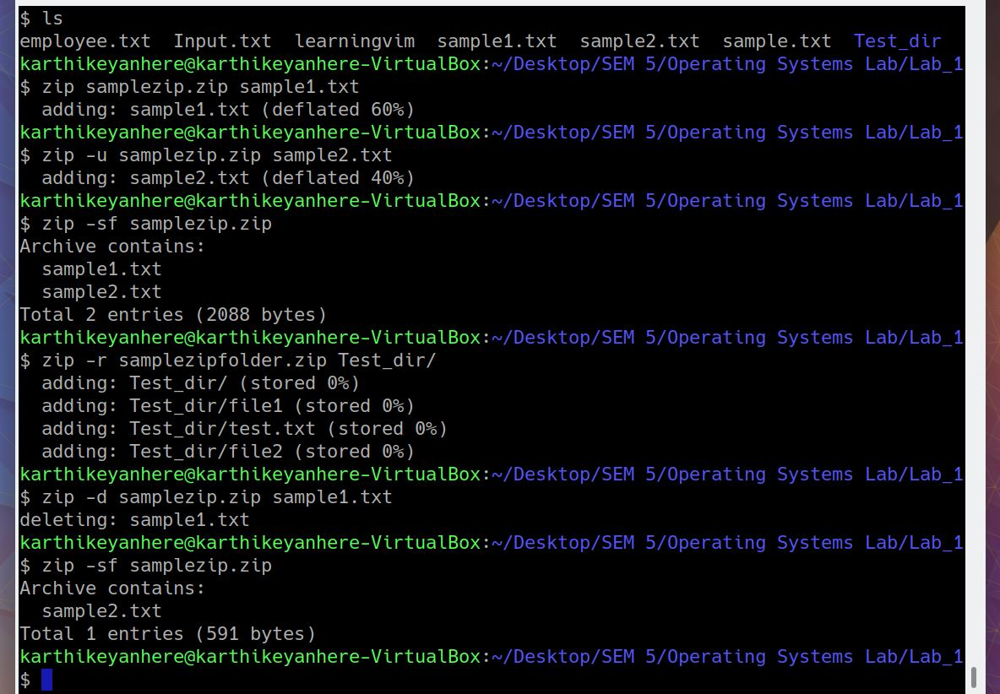 $ ls
employee.txt  Input.txt  learningvim  sample1.txt  sample2.txt  sample.txt  Test_dir
karthikeyanhere@karthikeyanhere-VirtualBox:~/Desktop/SEM 5/Operating Systems Lab/Lab_1
$ zip samplezip.zip sample1.txt
  adding: sample1.txt (deflated 60%)
karthikeyanhere@karthikeyanhere-VirtualBox:~/Desktop/SEM 5/Operating Systems Lab/Lab_1
$ zip -u samplezip.zip sample2.txt
  adding: sample2.txt (deflated 40%)
karthikeyanhere@karthikeyanhere-VirtualBox:~/Desktop/SEM 5/Operating Systems Lab/Lab_1
$ zip -sf samplezip.zip
Archive contains:
  sample1.txt
  sample2.txt
Total 2 entries (2088 bytes)
karthikeyanhere@karthikeyanhere-VirtualBox:~/Desktop/SEM 5/Operating Systems Lab/Lab_1
$ zip -r samplezipfolder.zip Test_dir/
  adding: Test_dir/ (stored 0%)
  adding: Test_dir/file1 (stored 0%)
  adding: Test_dir/test.txt (stored 0%)
  adding: Test_dir/file2 (stored 0%)
karthikeyanhere@karthikeyanhere-VirtualBox:~/Desktop/SEM 5/Operating Systems Lab/Lab_1
$ zip -d samplezip.zip sample1.txt
deleting: sample1.txt
karthikeyanhere@karthikeyanhere-VirtualBox:~/Desktop/SEM 5/Operating Systems Lab/Lab_1
$ zip -sf samplezip.zip
Archive contains:
  sample2.txt
Total 1 entries (591 bytes)
karthikeyanhere@karthikeyanhere-VirtualBox:~/Desktop/SEM 5/Operating Systems Lab/Lab_1
$